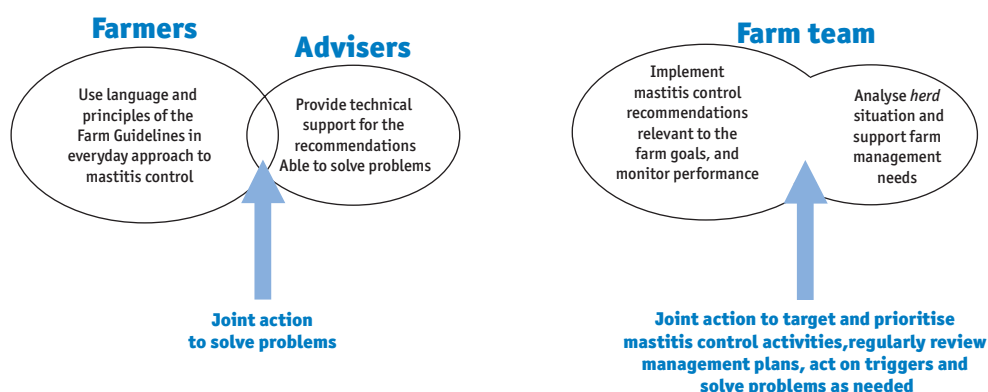 Farmers
Use language and
principles of the
Farm Guidelines in
everyday approach to
mastitis control
Advisers
Provide technical
support for the
recommendations
Able to solve problems
Joint action
to solve problems
Farm team
Implement
mastitis control
recommendations
relevant to the
farm goals, and
monitor performance
Analyse herd
situation and
support farm
management
needs
Joint action to target and prioritise
mastitis control activities,regularly review
management plans, act on triggers and
solve problems as needed